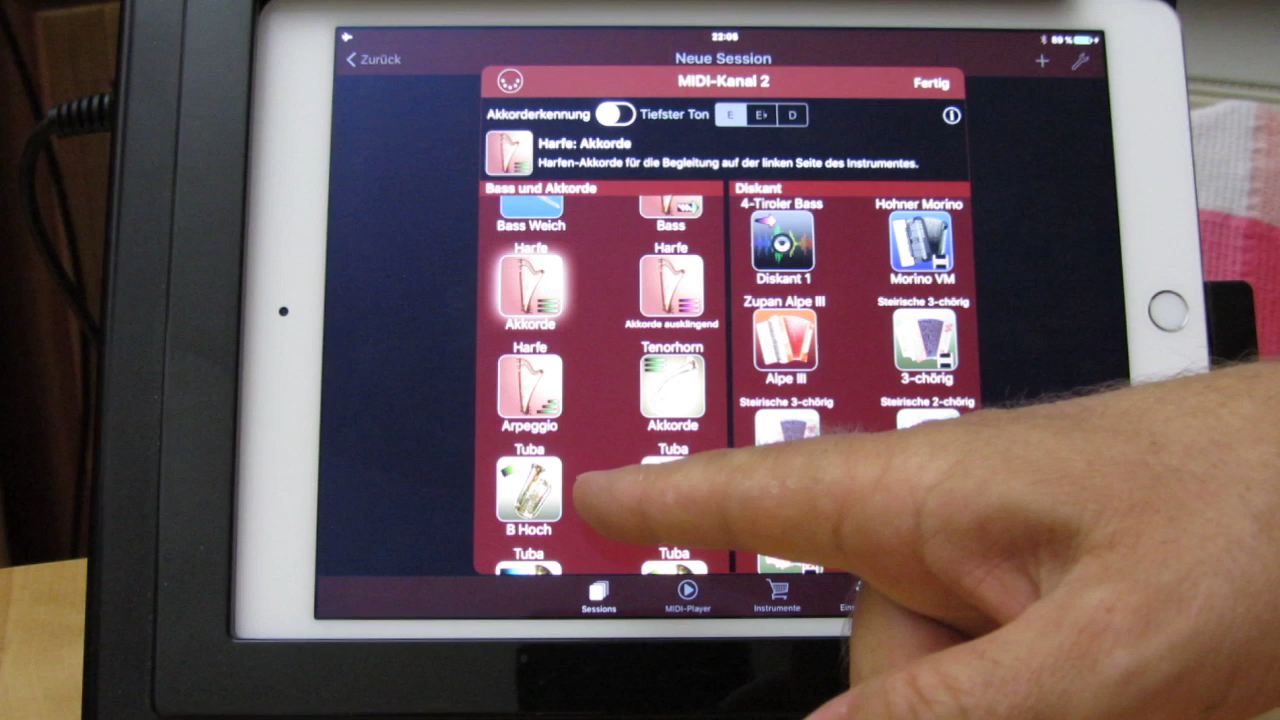 22:05
59 %
Zurück
Neue Session
MIDI-Kanal 2
Fertig
Akkorderkennung
Tiefster Ton
E
E♭
D
Harfe: Akkorde
Harfen-Akkorde für die Begleitung auf der linken Seite des Instrumentes.
Bass und Akkorde
Diskant
Bass Weich
Bass
4-Tiroler Bass
Diskant 1
Hohner Morino
Morino VM
Harfe
Akkorde
Harfe
Akkorde ausklingend
Zupan Alpe III
Alpe III
Steirische 3-chörig
3-chörig
Harfe
Arpeggio
Tenorhorn
Akkorde
Steirische 3-chörig
Steirische 2-chörig
Tuba
B Hoch
Tuba
Tuba
Tuba
Sessions
MIDI-Player
Instrumente